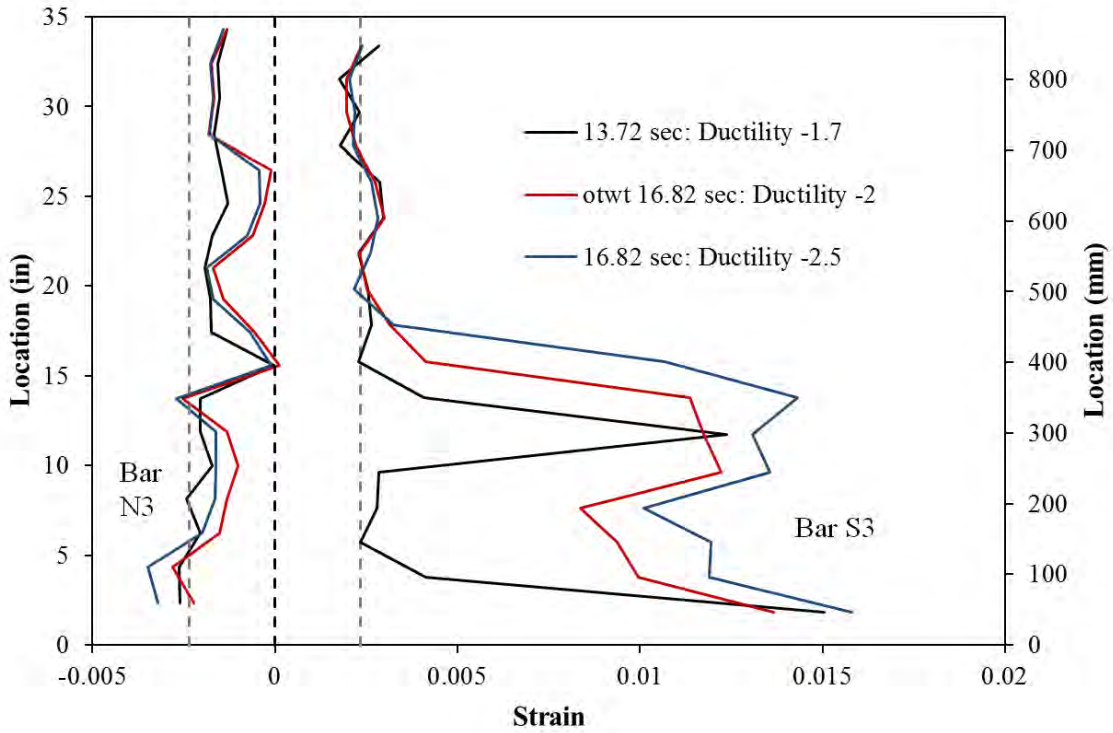 35
30
25
20
15
10
5
0
Location (in)
800
700
600
500
400
300
200
100
0
Location (mm)
13.72 sec: Ductility -1.7
otwt 16.82 sec: Ductility -2
16.82 sec: Ductility -2.5
Bar
N3
Bar S3
-0.005 0 0.005 0.01 0.015 0.02
Strain